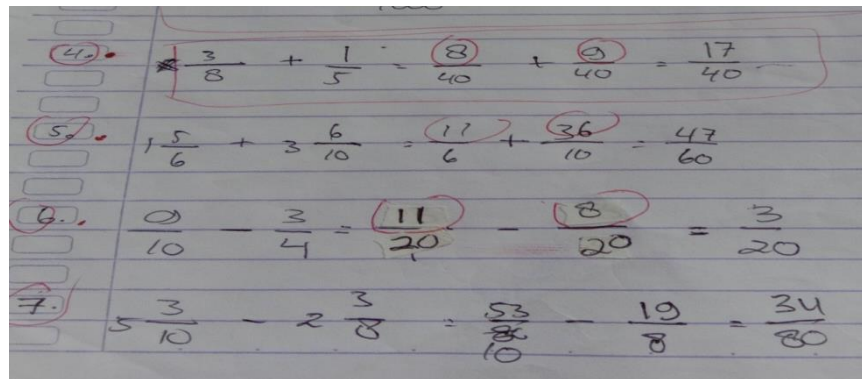 4. 3/8 + 1/5 = 8/40 + 9/40 = 17/40
5. 1 5/6 + 3 6/10 = 11/6 + 36/10 = 47/60
6. 9/10 - 3/4 = 11/20 - 8/20 = 3/20
7. 5 3/10 - 2 3/8 = 53/10 - 19/8 = 34/80